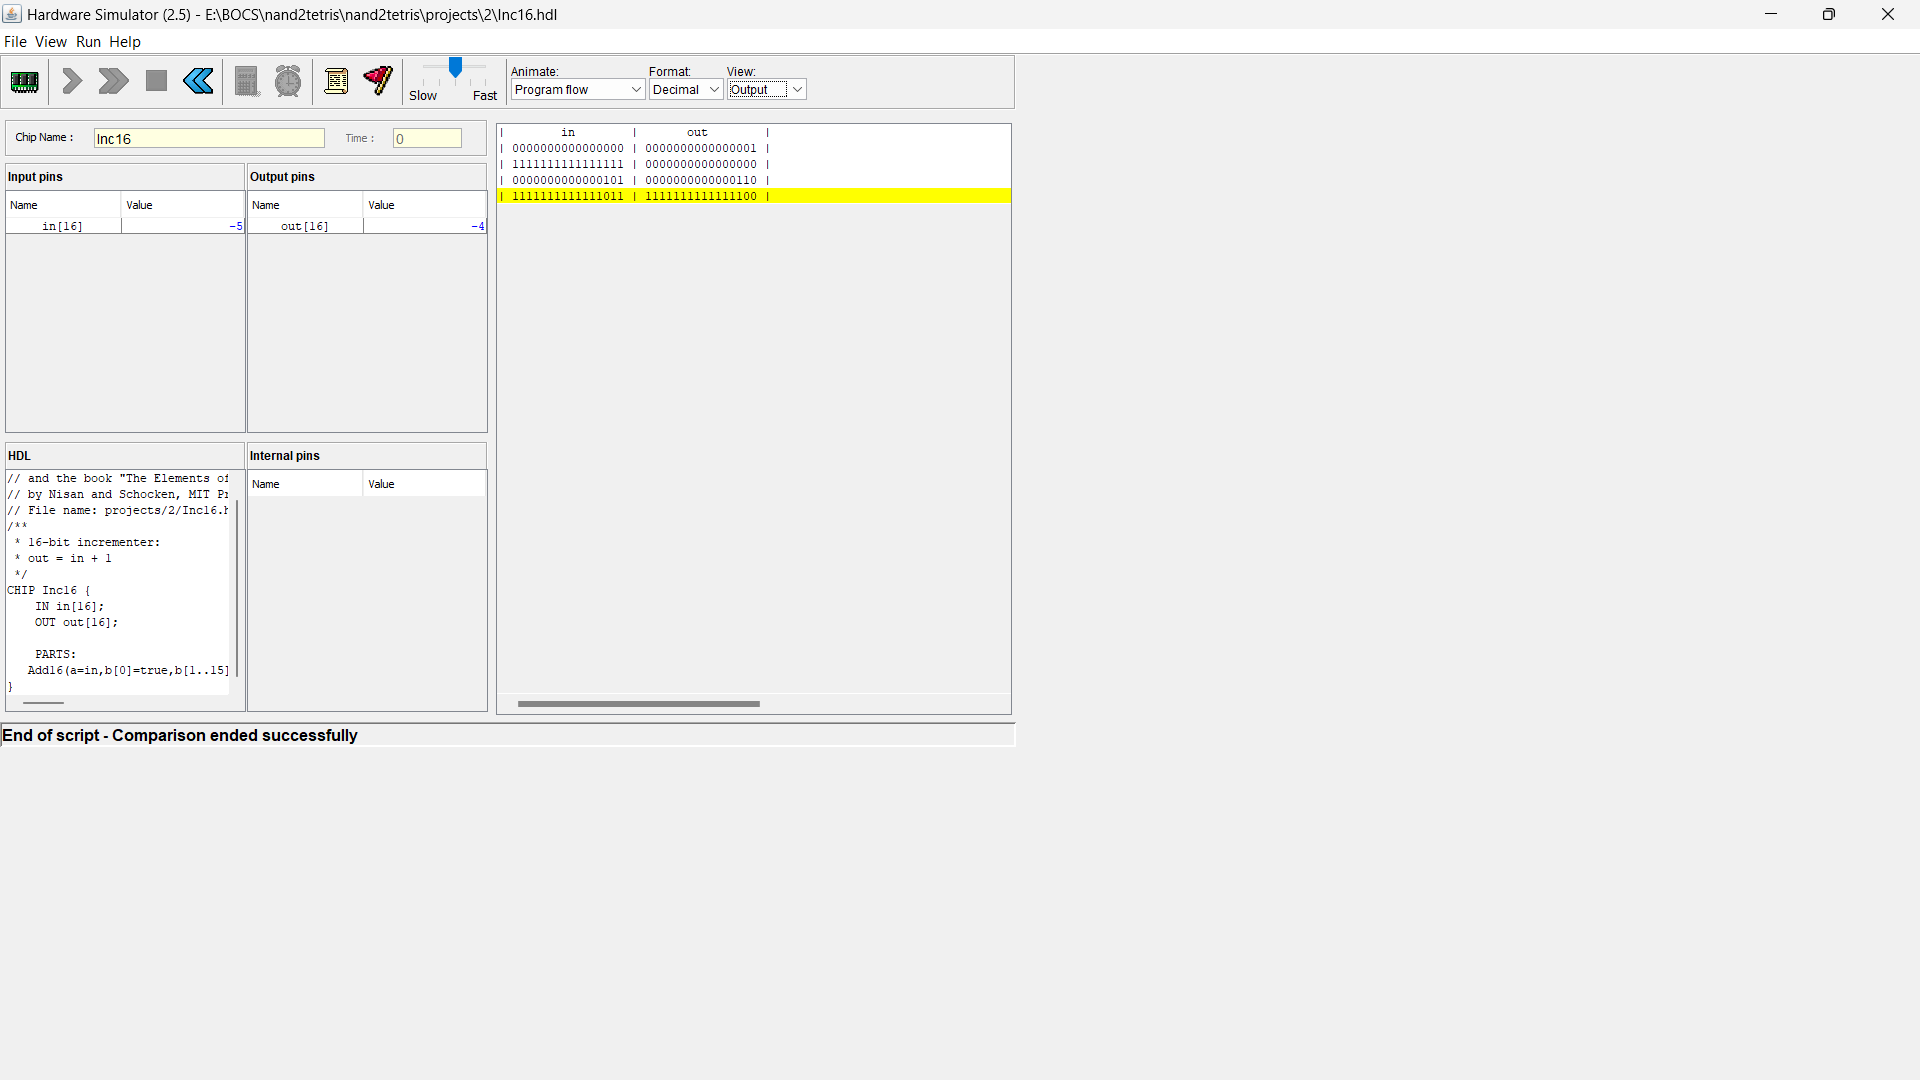 Hardware Simulator (2.5) - E:\BOCS\nand2tetris\nand2tetris\projects\2\Inc16.hdl
File View Run Help
Slow Fast
Animate: Format: View:
Program flow Decimal Output
Chip Name : Inc16 Time : 0
Input pins
Name Value
in[16] -5
Output pins
Name Value
out[16] -4
HDL
// and the book "The Elements of
// by Nisan and Schocken, MIT Pr
// File name: projects/2/Inc16.h
/**
* 16-bit incrementer:
* out = in + 1
*/
CHIP Inc16 {
IN in[16];
OUT out[16];
PARTS:
Add16(a=in,b[0]=true,b[1..15]
}
Internal pins
Name Value
| in | out |
| 0000000000000000 | 0000000000000001 |
| 1111111111111111 | 0000000000000000 |
| 0000000000000101 | 0000000000000110 |
| 1111111111111011 | 1111111111111100 |
End of script - Comparison ended successfully